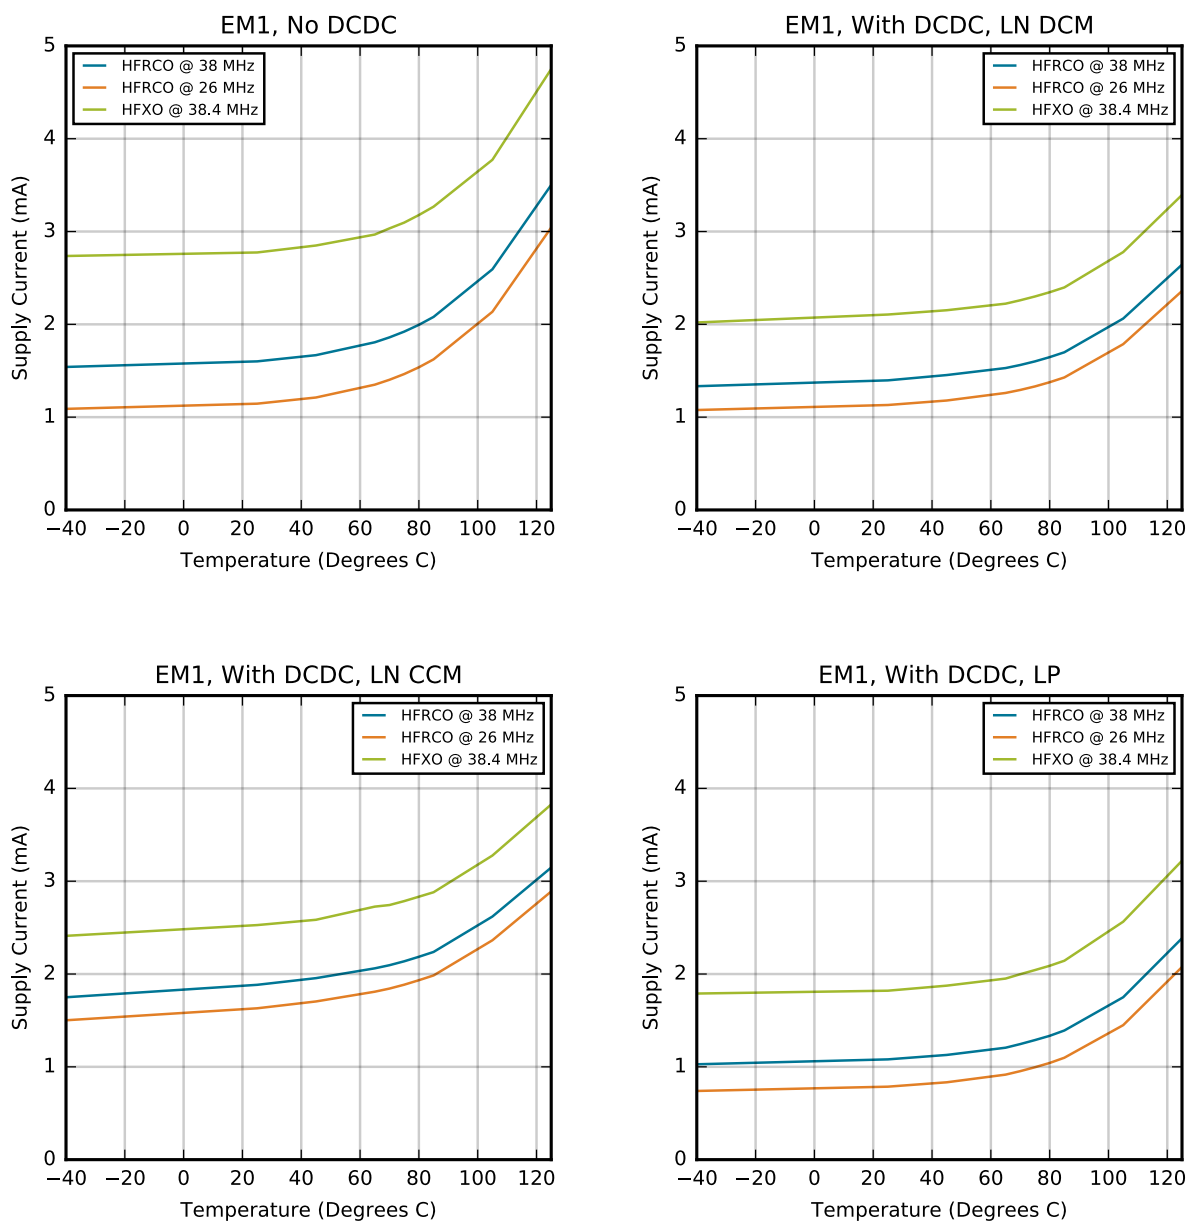 EM1, No DCDC
HFRCO @ 38 MHz
HFRCO @ 26 MHz
HFXO @ 38.4 MHz
5
4
3
2
1
0
Supply Current (mA)
−40 −20 0 20 40 60 80 100 120
Temperature (Degrees C)
EM1, With DCDC, LN DCM
HFRCO @ 38 MHz
HFRCO @ 26 MHz
HFXO @ 38.4 MHz
5
4
3
2
1
0
Supply Current (mA)
−40 −20 0 20 40 60 80 100 120
Temperature (Degrees C)
EM1, With DCDC, LN CCM
HFRCO @ 38 MHz
HFRCO @ 26 MHz
HFXO @ 38.4 MHz
5
4
3
2
1
0
Supply Current (mA)
−40 −20 0 20 40 60 80 100 120
Temperature (Degrees C)
EM1, With DCDC, LP
HFRCO @ 38 MHz
HFRCO @ 26 MHz
HFXO @ 38.4 MHz
5
4
3
2
1
0
Supply Current (mA)
−40 −20 0 20 40 60 80 100 120
Temperature (Degrees C)